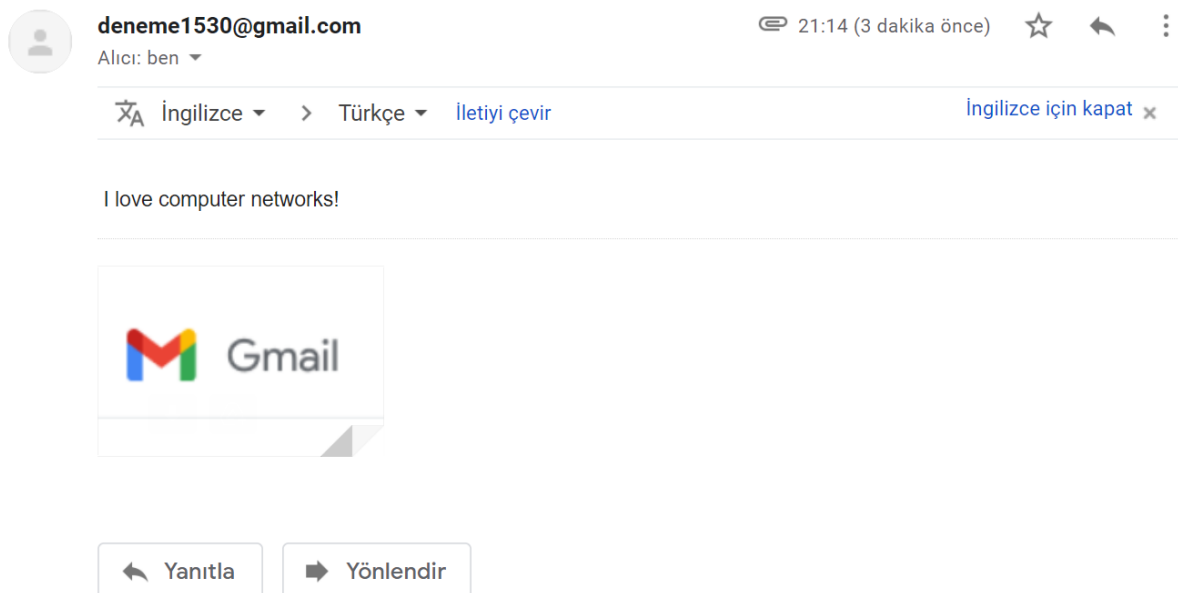 deneme1530@gmail.com 21:14 (3 dakika önce)
Alıcı: ben
İngilizce > Türkçe İletiyi çevir İngilizce için kapat ×
I love computer networks!
Gmail
Yanıtla Yönlendir